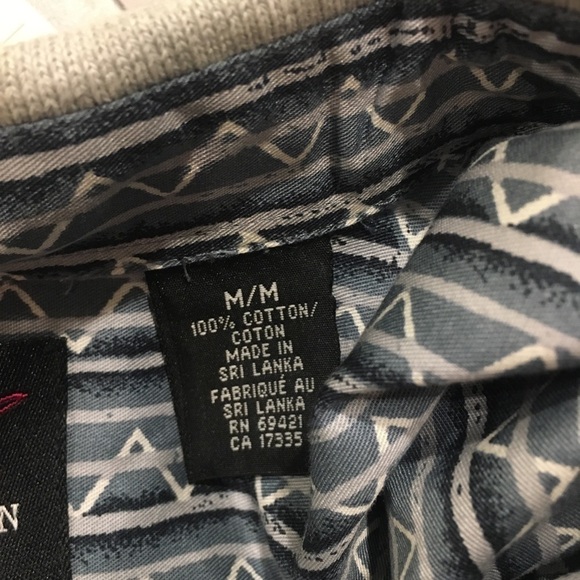 M/M
100% COTTON/
COTON
MADE IN
SRI LANKA
FABRIQUÉ AU
SRI LANKA
RN 69421
CA 17335
N